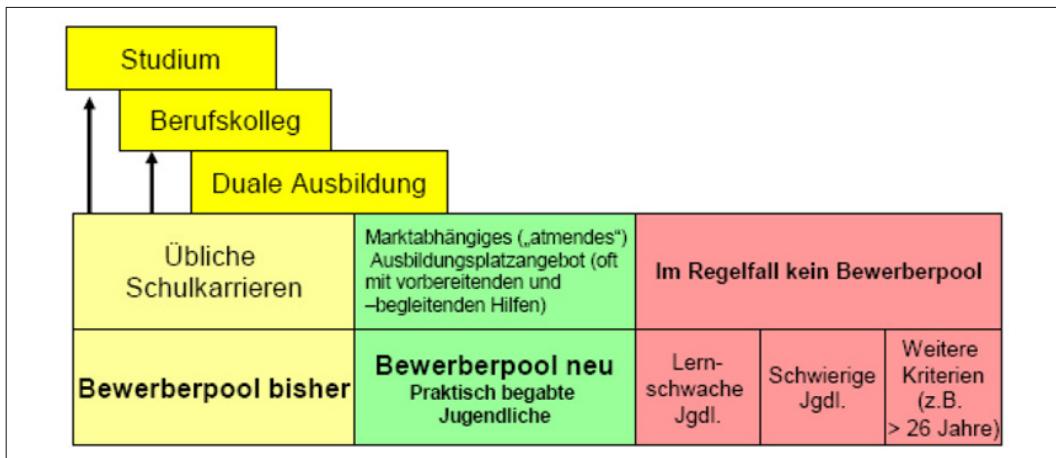 Studium
Berufskolleg
Duale Ausbildung
Übliche
Schulkarrieren
Marktabhängiges („atmendes“)
Ausbildungsplatzangebot (oft
mit vorbereitenden und
–begleitenden Hilfen)
Im Regelfall kein Bewerberpool
Bewerberpool bisher
Bewerberpool neu
Praktisch begabte
Jugendliche
Lern-
schwache
Jgdl.
Schwierige
Jgdl.
Weitere
Kriterien
(z.B.
> 26 Jahre)